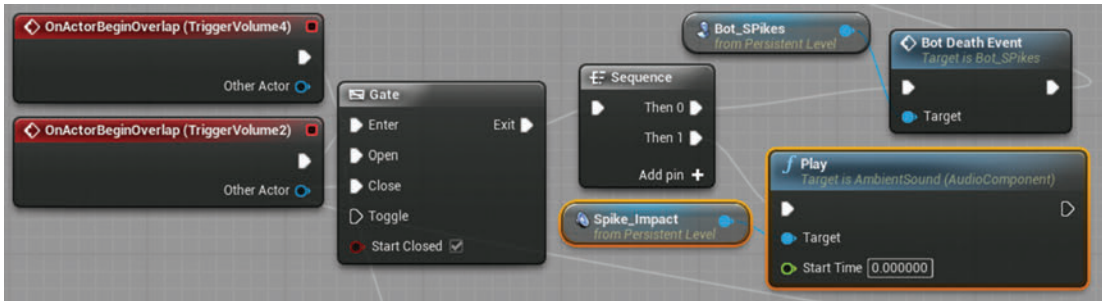 OnActorBeginOverlap (TriggerVolume4)
Other Actor
OnActorBeginOverlap (TriggerVolume2)
Other Actor
Gate
Enter
Exit
Open
Close
Toggle
Start Closed
Sequence
Then 0
Then 1
Add pin +
Bot_SPikes
from Persistent Level
Bot Death Event
Target is Bot_SPikes
Target
Spike_Impact
from Persistent Level
f Play
Target is AmbientSound (AudioComponent)
Target
Start Time 0.000000